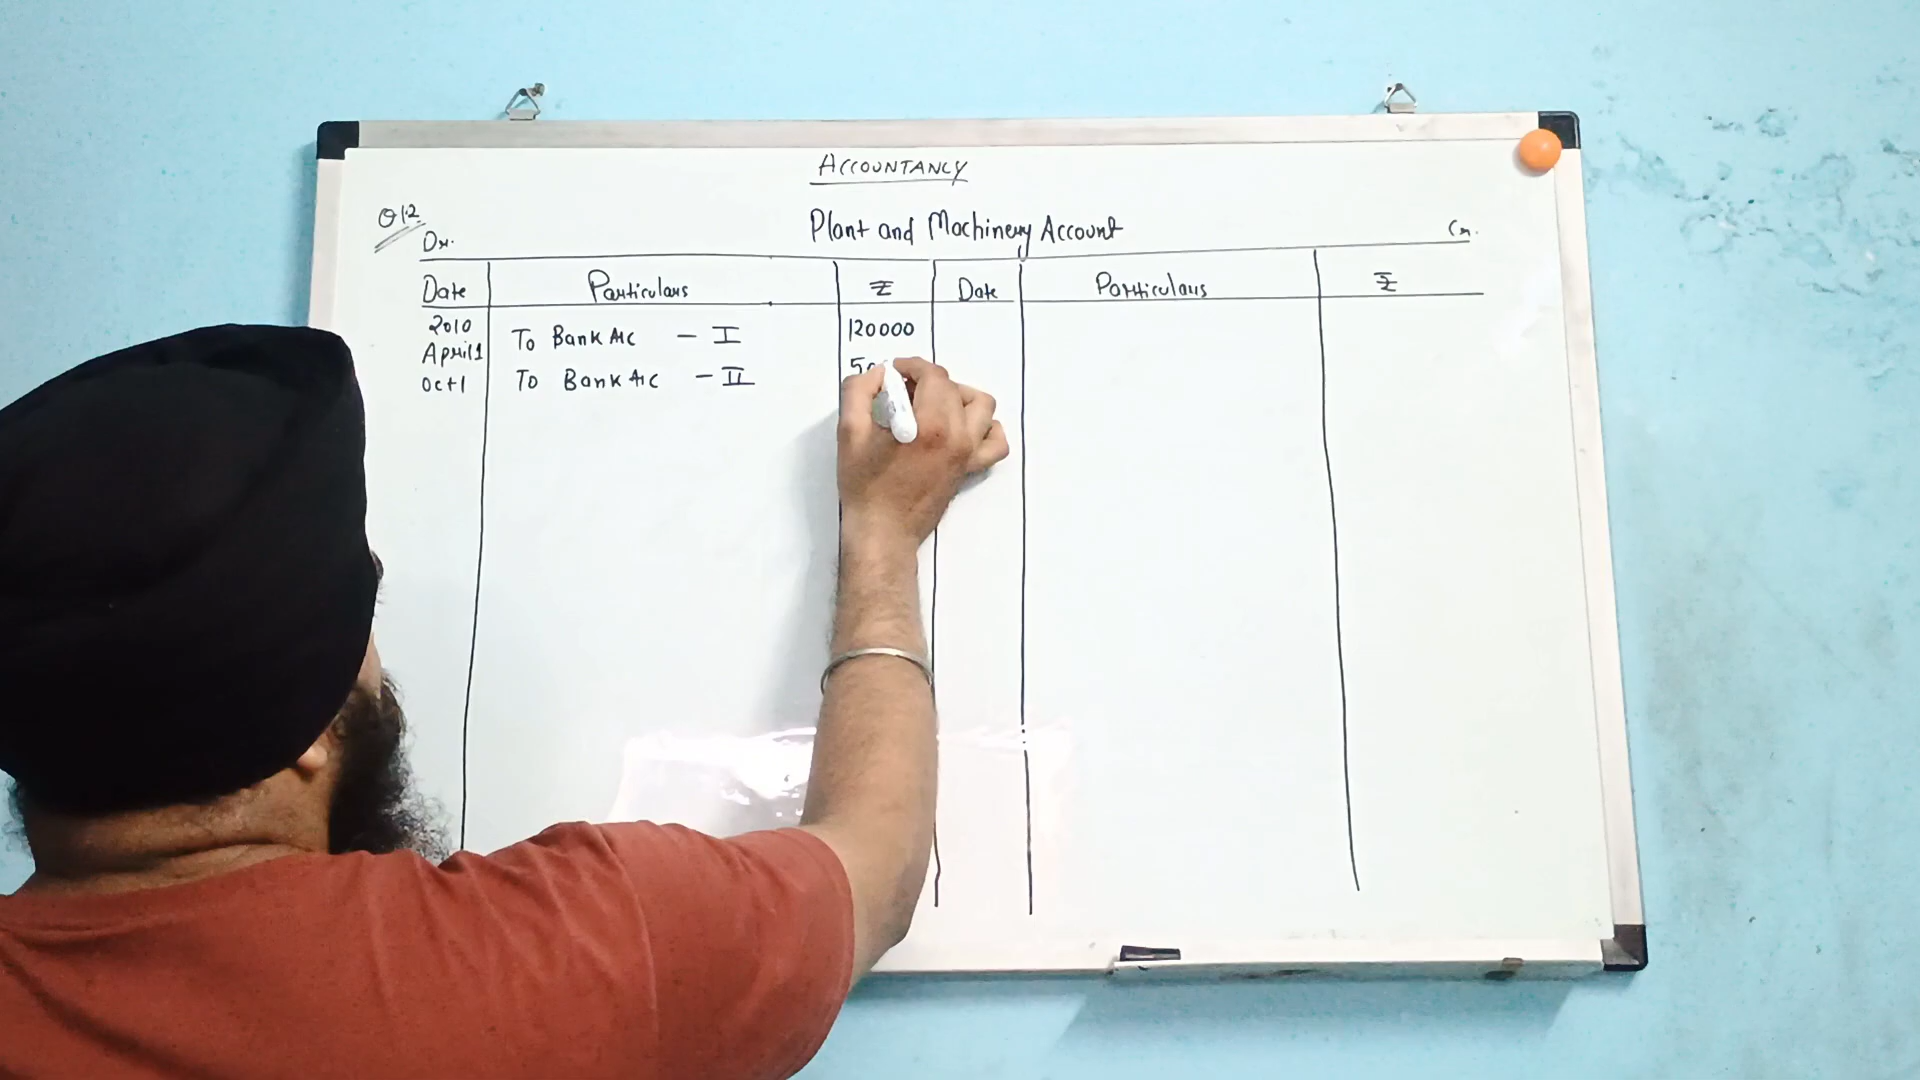 ACCOUNTANCY
Q12
Plant and Machinery Account
Dr. Cr.
Date Particulars ₹ Date Particulars ₹
2010
April 1 To Bank A/c - I 120000
Oct 1 To Bank A/c - II